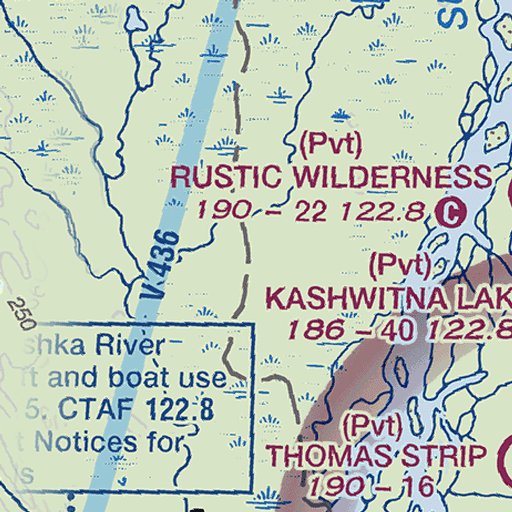 (Pvt)
RUSTIC WILDERNESS
190 – 22 122.8 C
V 436
(Pvt)
KASHWITNA LAK
186 – 40 122.8
250
shka River
ft and boat use
5. CTAF 122.8
t Notices for
s
(Pvt)
THOMAS STRIP
190 – 16